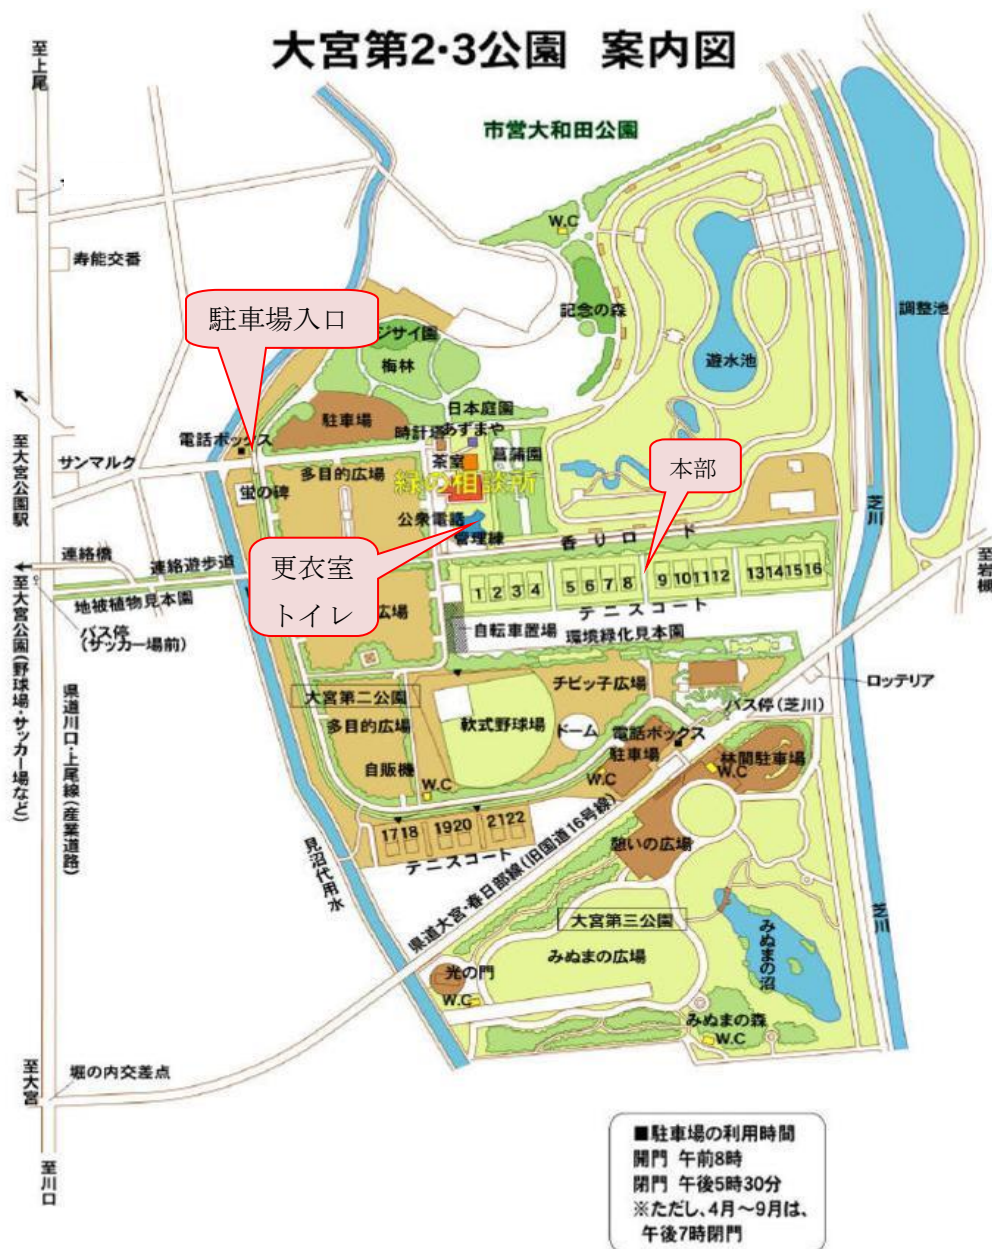 大宮第2・3公園 案内図
至上尾
市営大和田公園
W.C
寿能交番
記念の森
調整池
駐車場入口
ジサイ園
梅林
遊水池
日本庭園
駐車場
時計塔
あずまや
電話ボックス
至大宮公園駅
サンマルク
多目的広場
茶室
菖蒲園
本部
緑の相談所
蛍の碑
公衆電話
管理棟
香りロード
芝川
連絡橋
連絡遊歩道
更衣室
トイレ
至岩槻
1 2 3 4 5 6 7 8 9 10 11 12 13 14 15 16
地被植物見本園
広場
テニスコート
自転車置場
環境緑化見本園
バス停
(サッカー場前)
至大宮公園(野球場・サッカー場など)
県道川口・上尾線(産業道路)
チビッ子広場
ロッテリア
大宮第二公園
バス停(芝川)
多目的広場
軟式野球場
ドーム
電話ボックス
駐車場
林間駐車場
自販機
W.C
W.C
W.C
17 18 19 20 21 22
テニスコート
憩いの広場
見沼代用水
県道大宮・春日部線(旧国道16号線)
大宮第三公園
芝川
みぬまの広場
みぬまの沼
光の門
W.C
みぬまの森
W.C
至大宮
堀の内交差点
至川口
■駐車場の利用時間
開門 午前8時
閉門 午後5時30分
※ただし、4月～9月は、
午後7時閉門